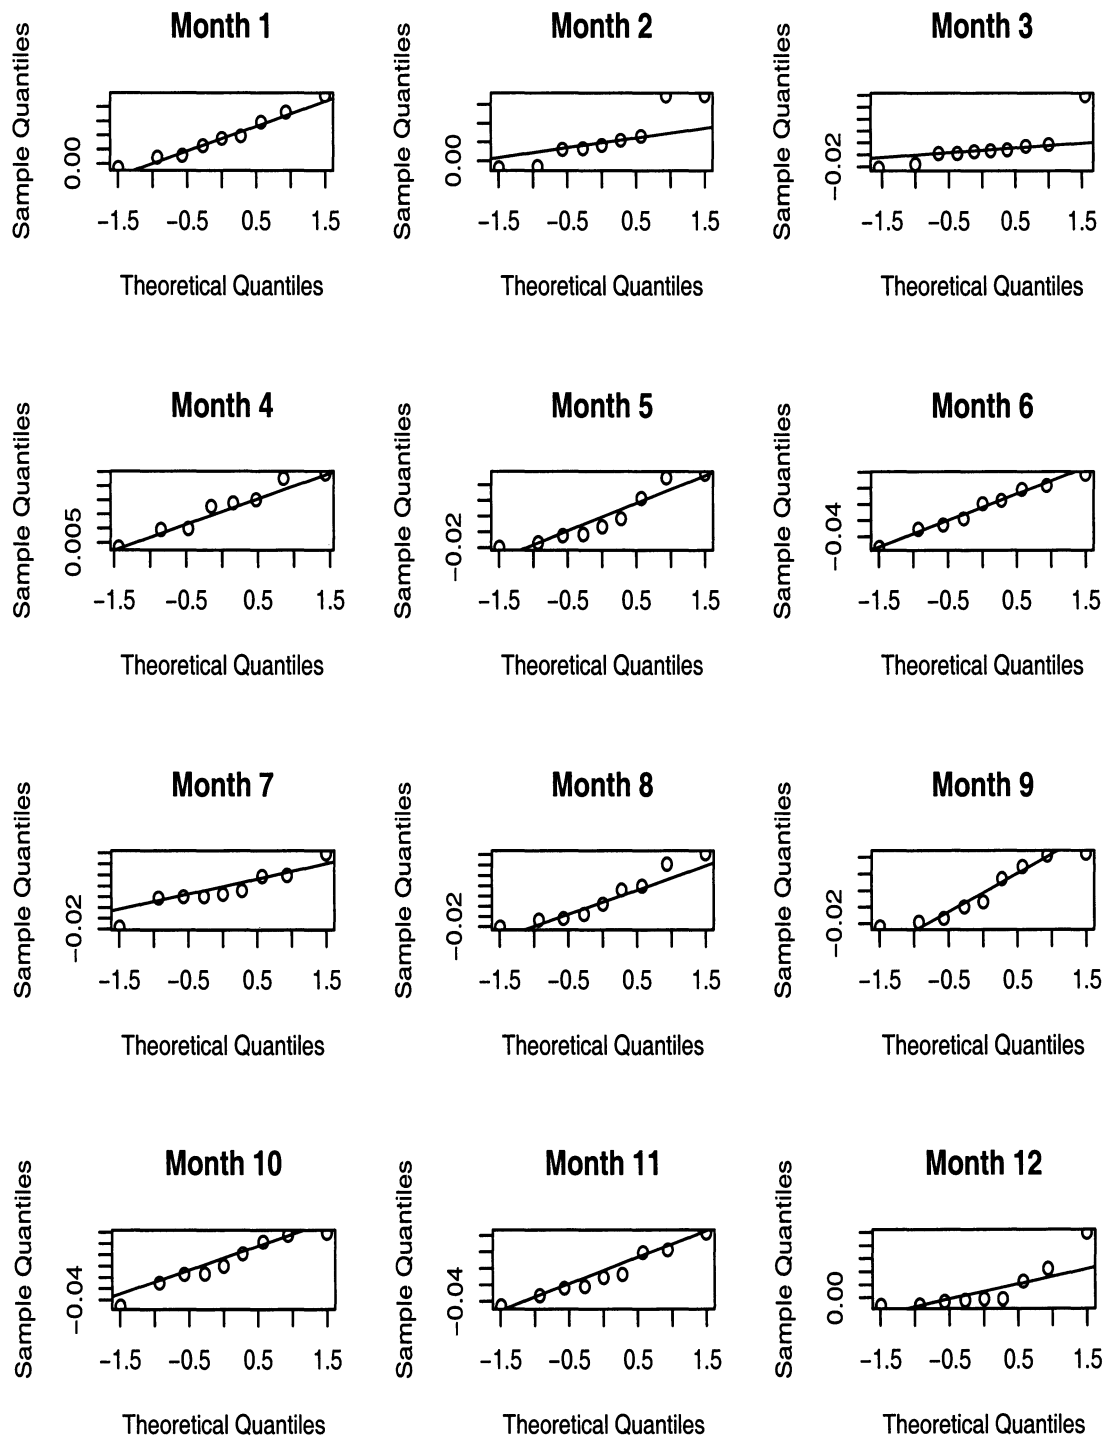 Month 1
Month 2
Month 3
Sample Quantiles
0.00
Sample Quantiles
0.00
Sample Quantiles
−0.02
−1.5 −0.5 0.5 1.5
−1.5 −0.5 0.5 1.5
−1.5 −0.5 0.5 1.5
Theoretical Quantiles
Theoretical Quantiles
Theoretical Quantiles
Month 4
Month 5
Month 6
Sample Quantiles
0.005
Sample Quantiles
−0.02
Sample Quantiles
−0.04
−1.5 −0.5 0.5 1.5
−1.5 −0.5 0.5 1.5
−1.5 −0.5 0.5 1.5
Theoretical Quantiles
Theoretical Quantiles
Theoretical Quantiles
Month 7
Month 8
Month 9
Sample Quantiles
−0.02
Sample Quantiles
−0.02
Sample Quantiles
−0.02
−1.5 −0.5 0.5 1.5
−1.5 −0.5 0.5 1.5
−1.5 −0.5 0.5 1.5
Theoretical Quantiles
Theoretical Quantiles
Theoretical Quantiles
Month 10
Month 11
Month 12
Sample Quantiles
−0.04
Sample Quantiles
−0.04
Sample Quantiles
0.00
−1.5 −0.5 0.5 1.5
−1.5 −0.5 0.5 1.5
−1.5 −0.5 0.5 1.5
Theoretical Quantiles
Theoretical Quantiles
Theoretical Quantiles